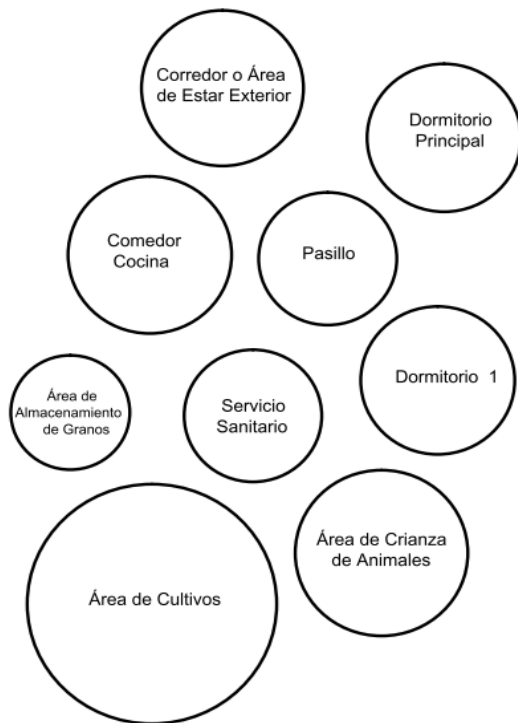 Corredor o Área
de Estar Exterior
Dormitorio
Principal
Comedor
Cocina
Pasillo
Área de
Almacenamiento
de Granos
Servicio
Sanitario
Dormitorio 1
Área de Cultivos
Área de Crianza
de Animales